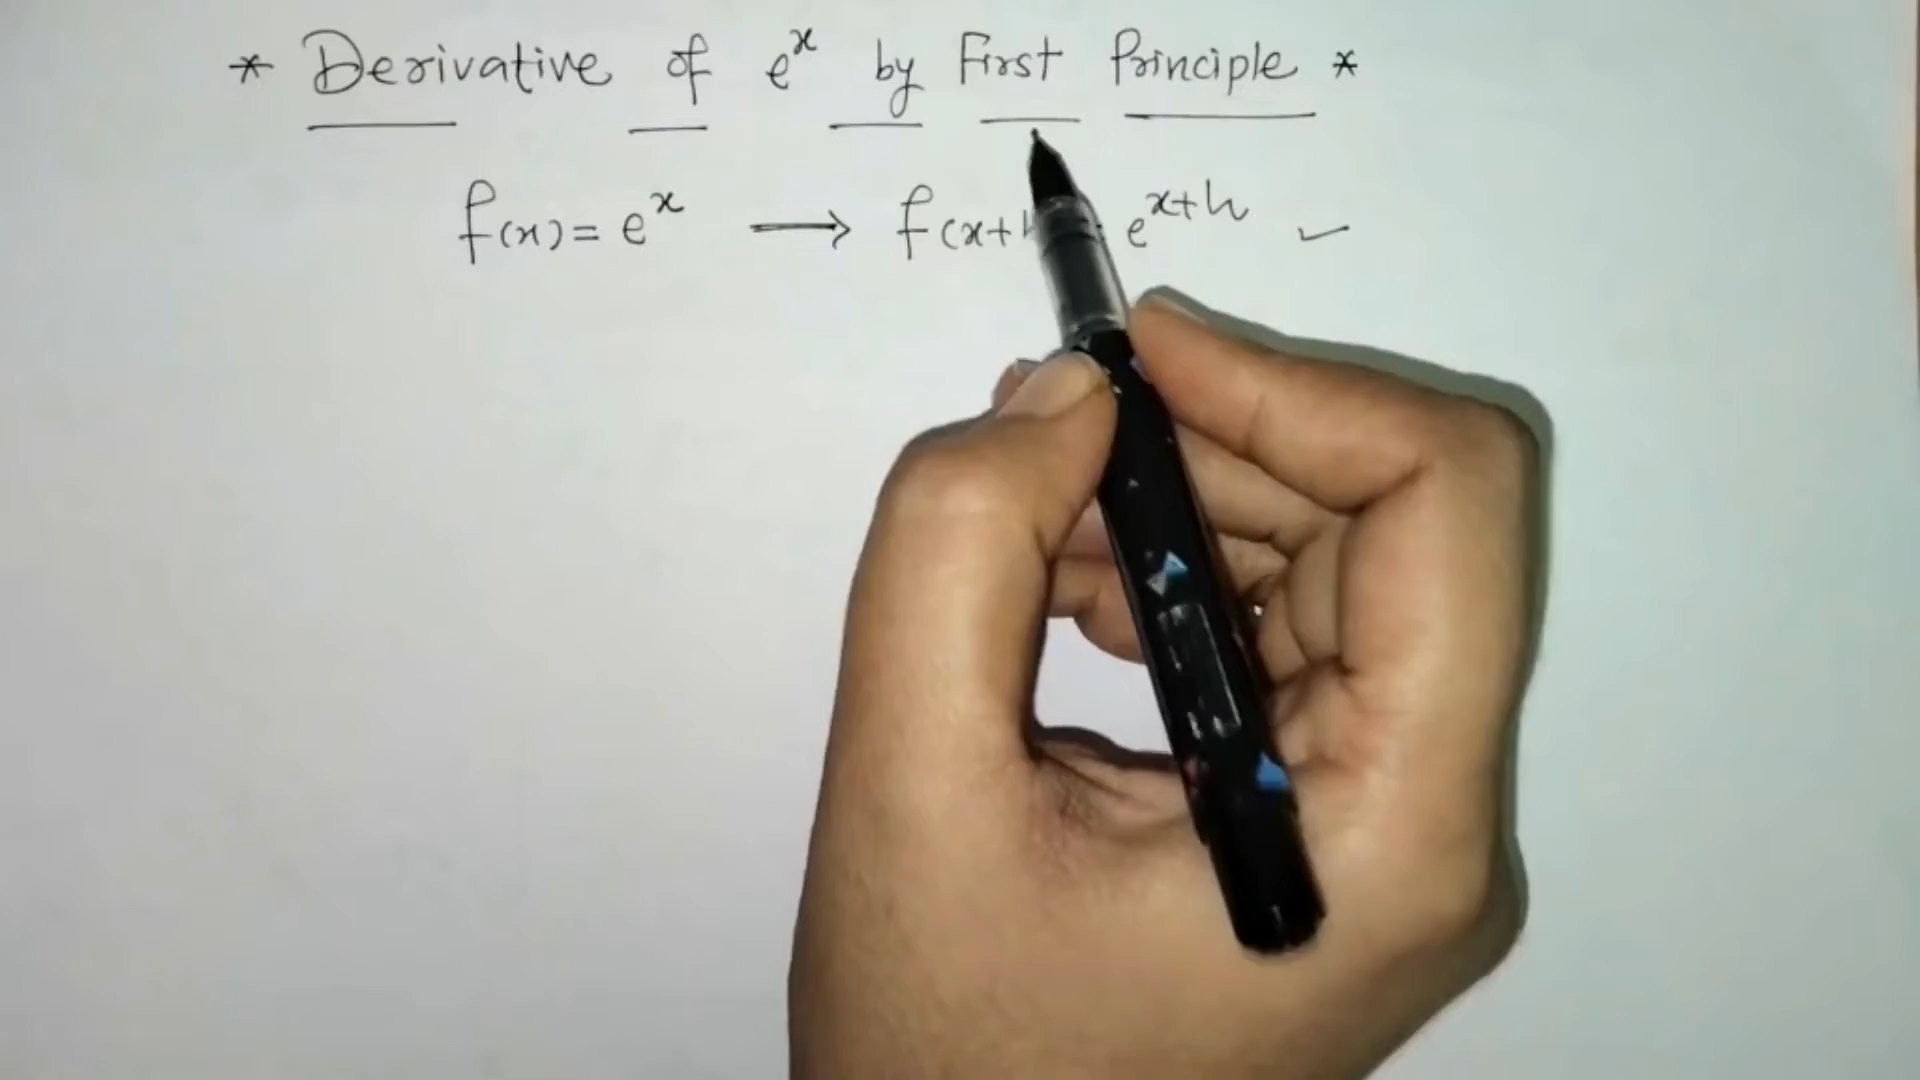 * Derivative of e^x by First Principle *
f(x) = e^x → f(x+ e^x+h ✓